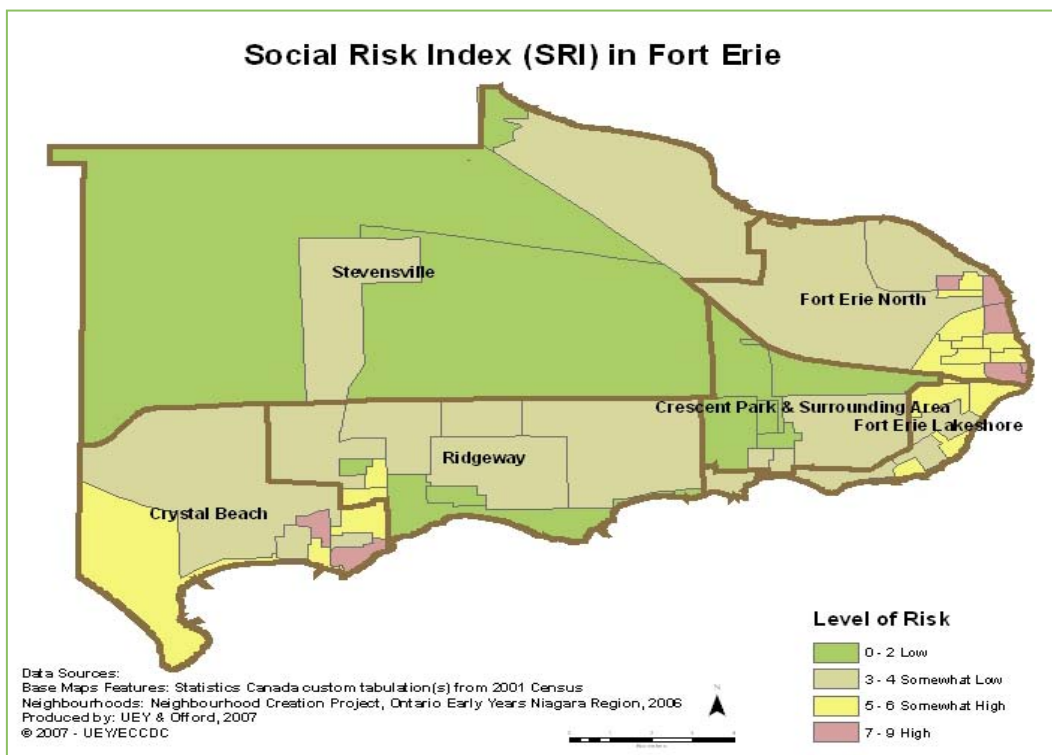 Social Risk Index (SRI) in Fort Erie
Stevensville
Fort Erie North
Crescent Park & Surrounding Area
Fort Erie Lakeshore
Ridgeway
Crystal Beach
Level of Risk
0 - 2 Low
3 - 4 Somewhat Low
5 - 6 Somewhat High
7 - 9 High
Data Sources:
Base Maps Features: Statistics Canada custom tabulation(s) from 2001 Census
Neighbourhoods: Neighbourhood Creation Project, Ontario Early Years Niagara Region, 2006
Produced by: UEY & Offord, 2007
© 2007 - UEY/ECCDC